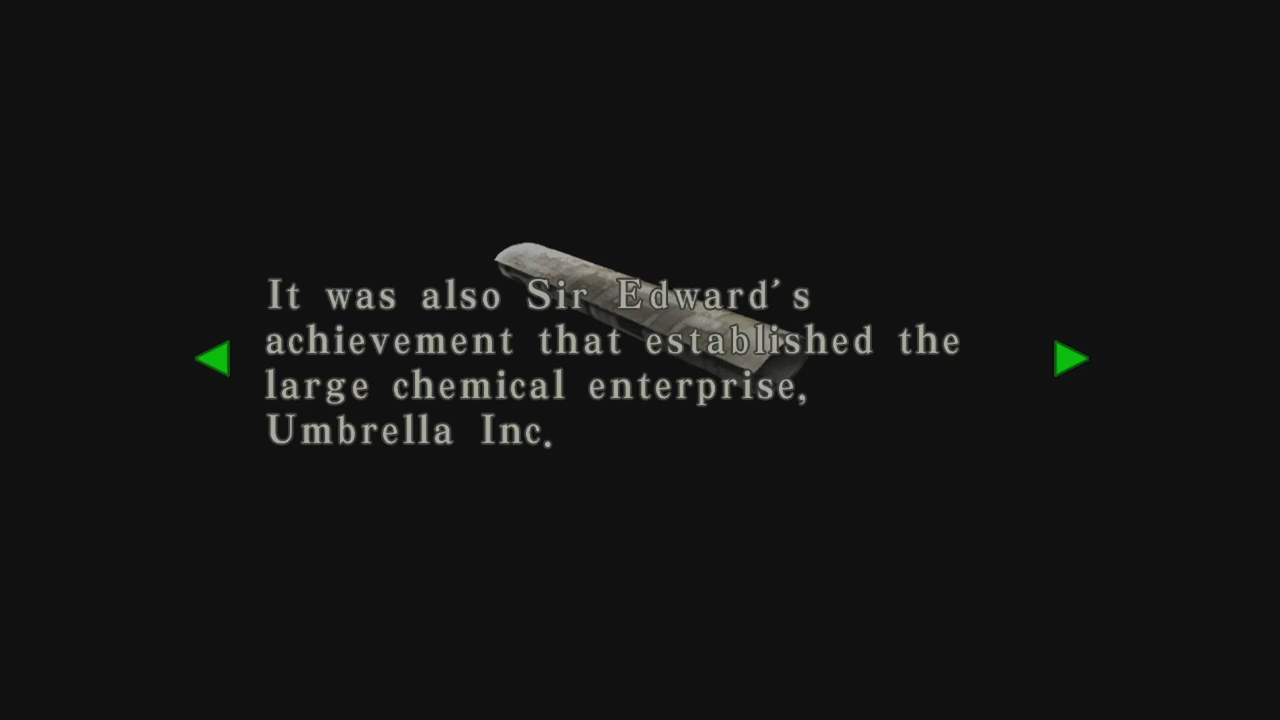 It was also Sir Edward's
achievement that established the
large chemical enterprise,
Umbrella Inc.